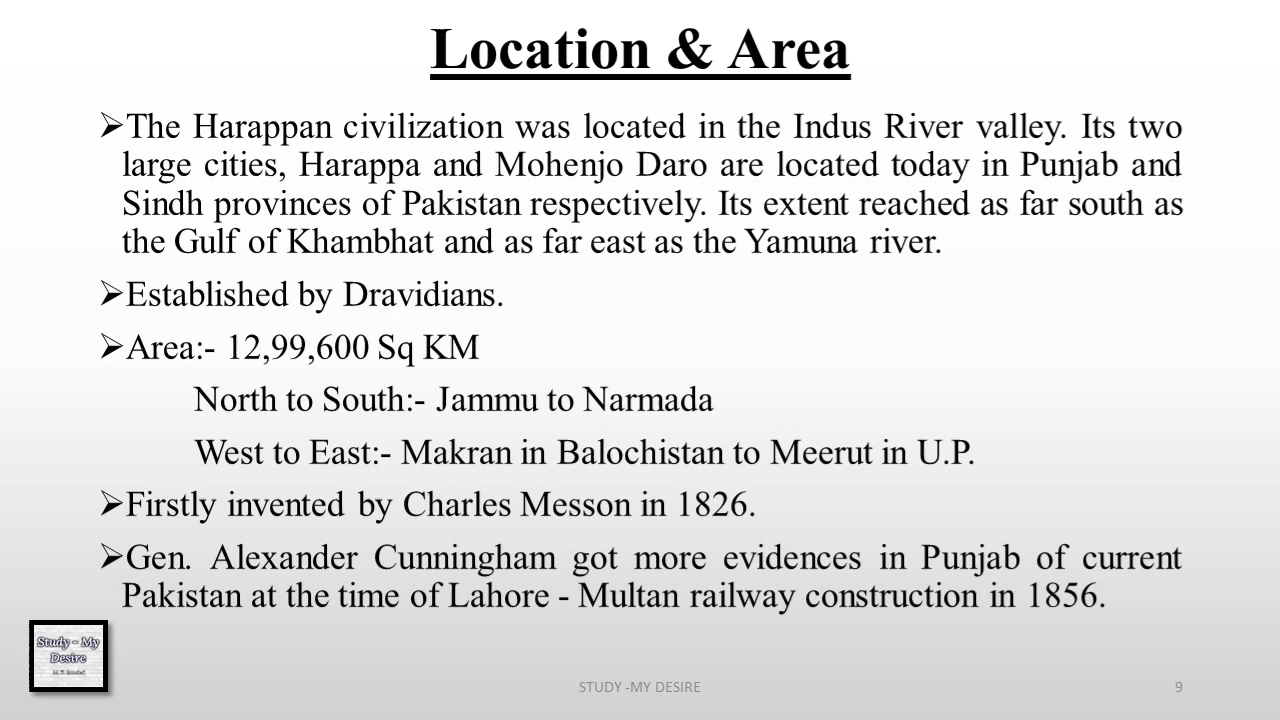 Location & Area
➢The Harappan civilization was located in the Indus River valley. Its two
large cities, Harappa and Mohenjo Daro are located today in Punjab and
Sindh provinces of Pakistan respectively. Its extent reached as far south as
the Gulf of Khambhat and as far east as the Yamuna river.
➢Established by Dravidians.
➢Area:- 12,99,600 Sq KM
North to South:- Jammu to Narmada
West to East:- Makran in Balochistan to Meerut in U.P.
➢Firstly invented by Charles Messon in 1826.
➢Gen. Alexander Cunningham got more evidences in Punjab of current
Pakistan at the time of Lahore - Multan railway construction in 1856.
Study - My
Desire
STUDY -MY DESIRE
9